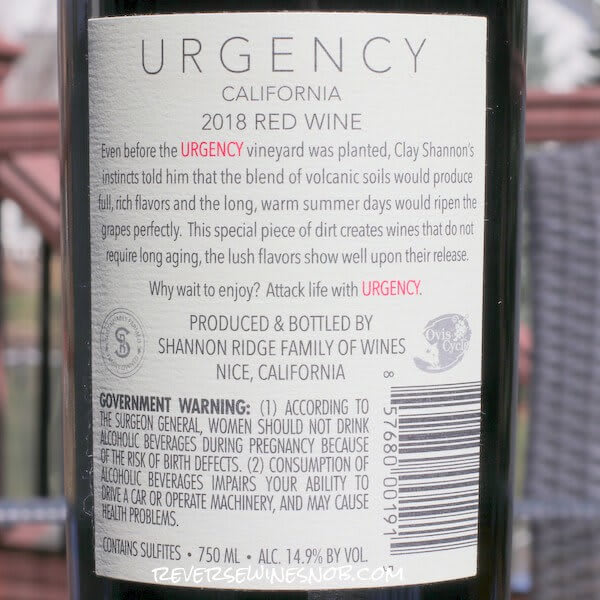 URGENCY
CALIFORNIA
2018 RED WINE
Even before the URGENCY vineyard was planted, Clay Shannon's
instincts told him that the blend of volcanic soils would produce
full, rich flavors and the long, warm summer days would ripen the
grapes perfectly. This special piece of dirt creates wines that do not
require long aging, the lush flavors show well upon their release.
Why wait to enjoy? Attack life with URGENCY.
PRODUCED & BOTTLED BY
SHANNON RIDGE FAMILY OF WINES
NICE, CALIFORNIA
Ovis
Cycle
GOVERNMENT WARNING: (1) ACCORDING TO
THE SURGEON GENERAL, WOMEN SHOULD NOT DRINK
ALCOHOLIC BEVERAGES DURING PREGNANCY BECAUSE
OF THE RISK OF BIRTH DEFECTS. (2) CONSUMPTION OF
ALCOHOLIC BEVERAGES IMPAIRS YOUR ABILITY TO
DRIVE A CAR OR OPERATE MACHINERY, AND MAY CAUSE
HEALTH PROBLEMS.
CONTAINS SULFITES • 750 ML • ALC. 14.9% BY VOL.
8 57680 00191
REVERSEWINESNOB.COM